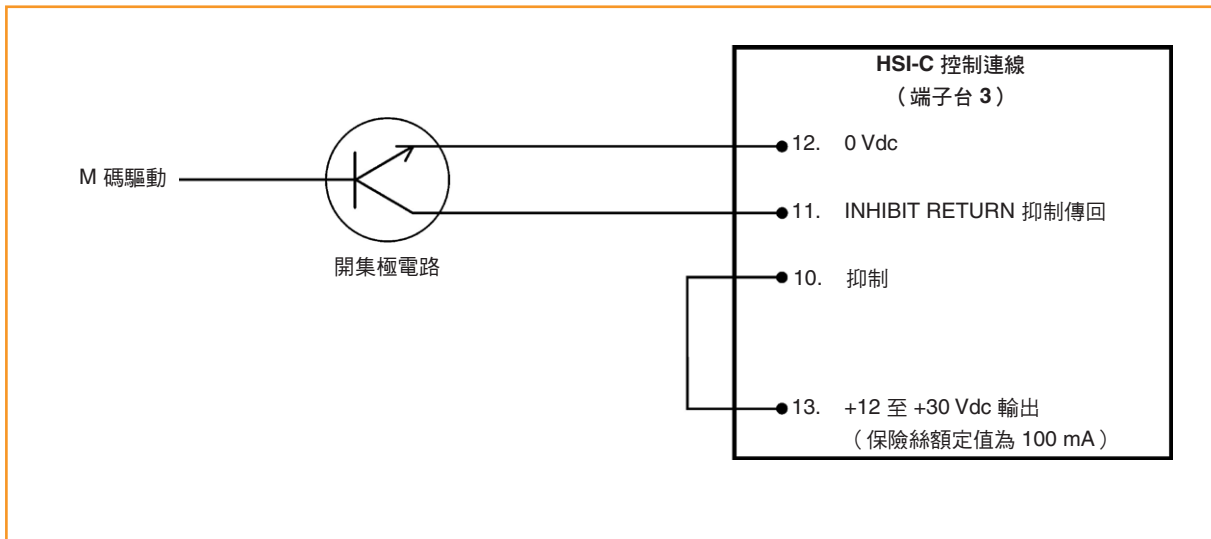 HSI-C 控制連線
（端子台 3）
12. 0 Vdc
M 碼驅動
11. INHIBIT RETURN 抑制傳回
開集極電路
10. 抑制
13. +12 至 +30 Vdc 輸出
（保險絲額定值為 100 mA）